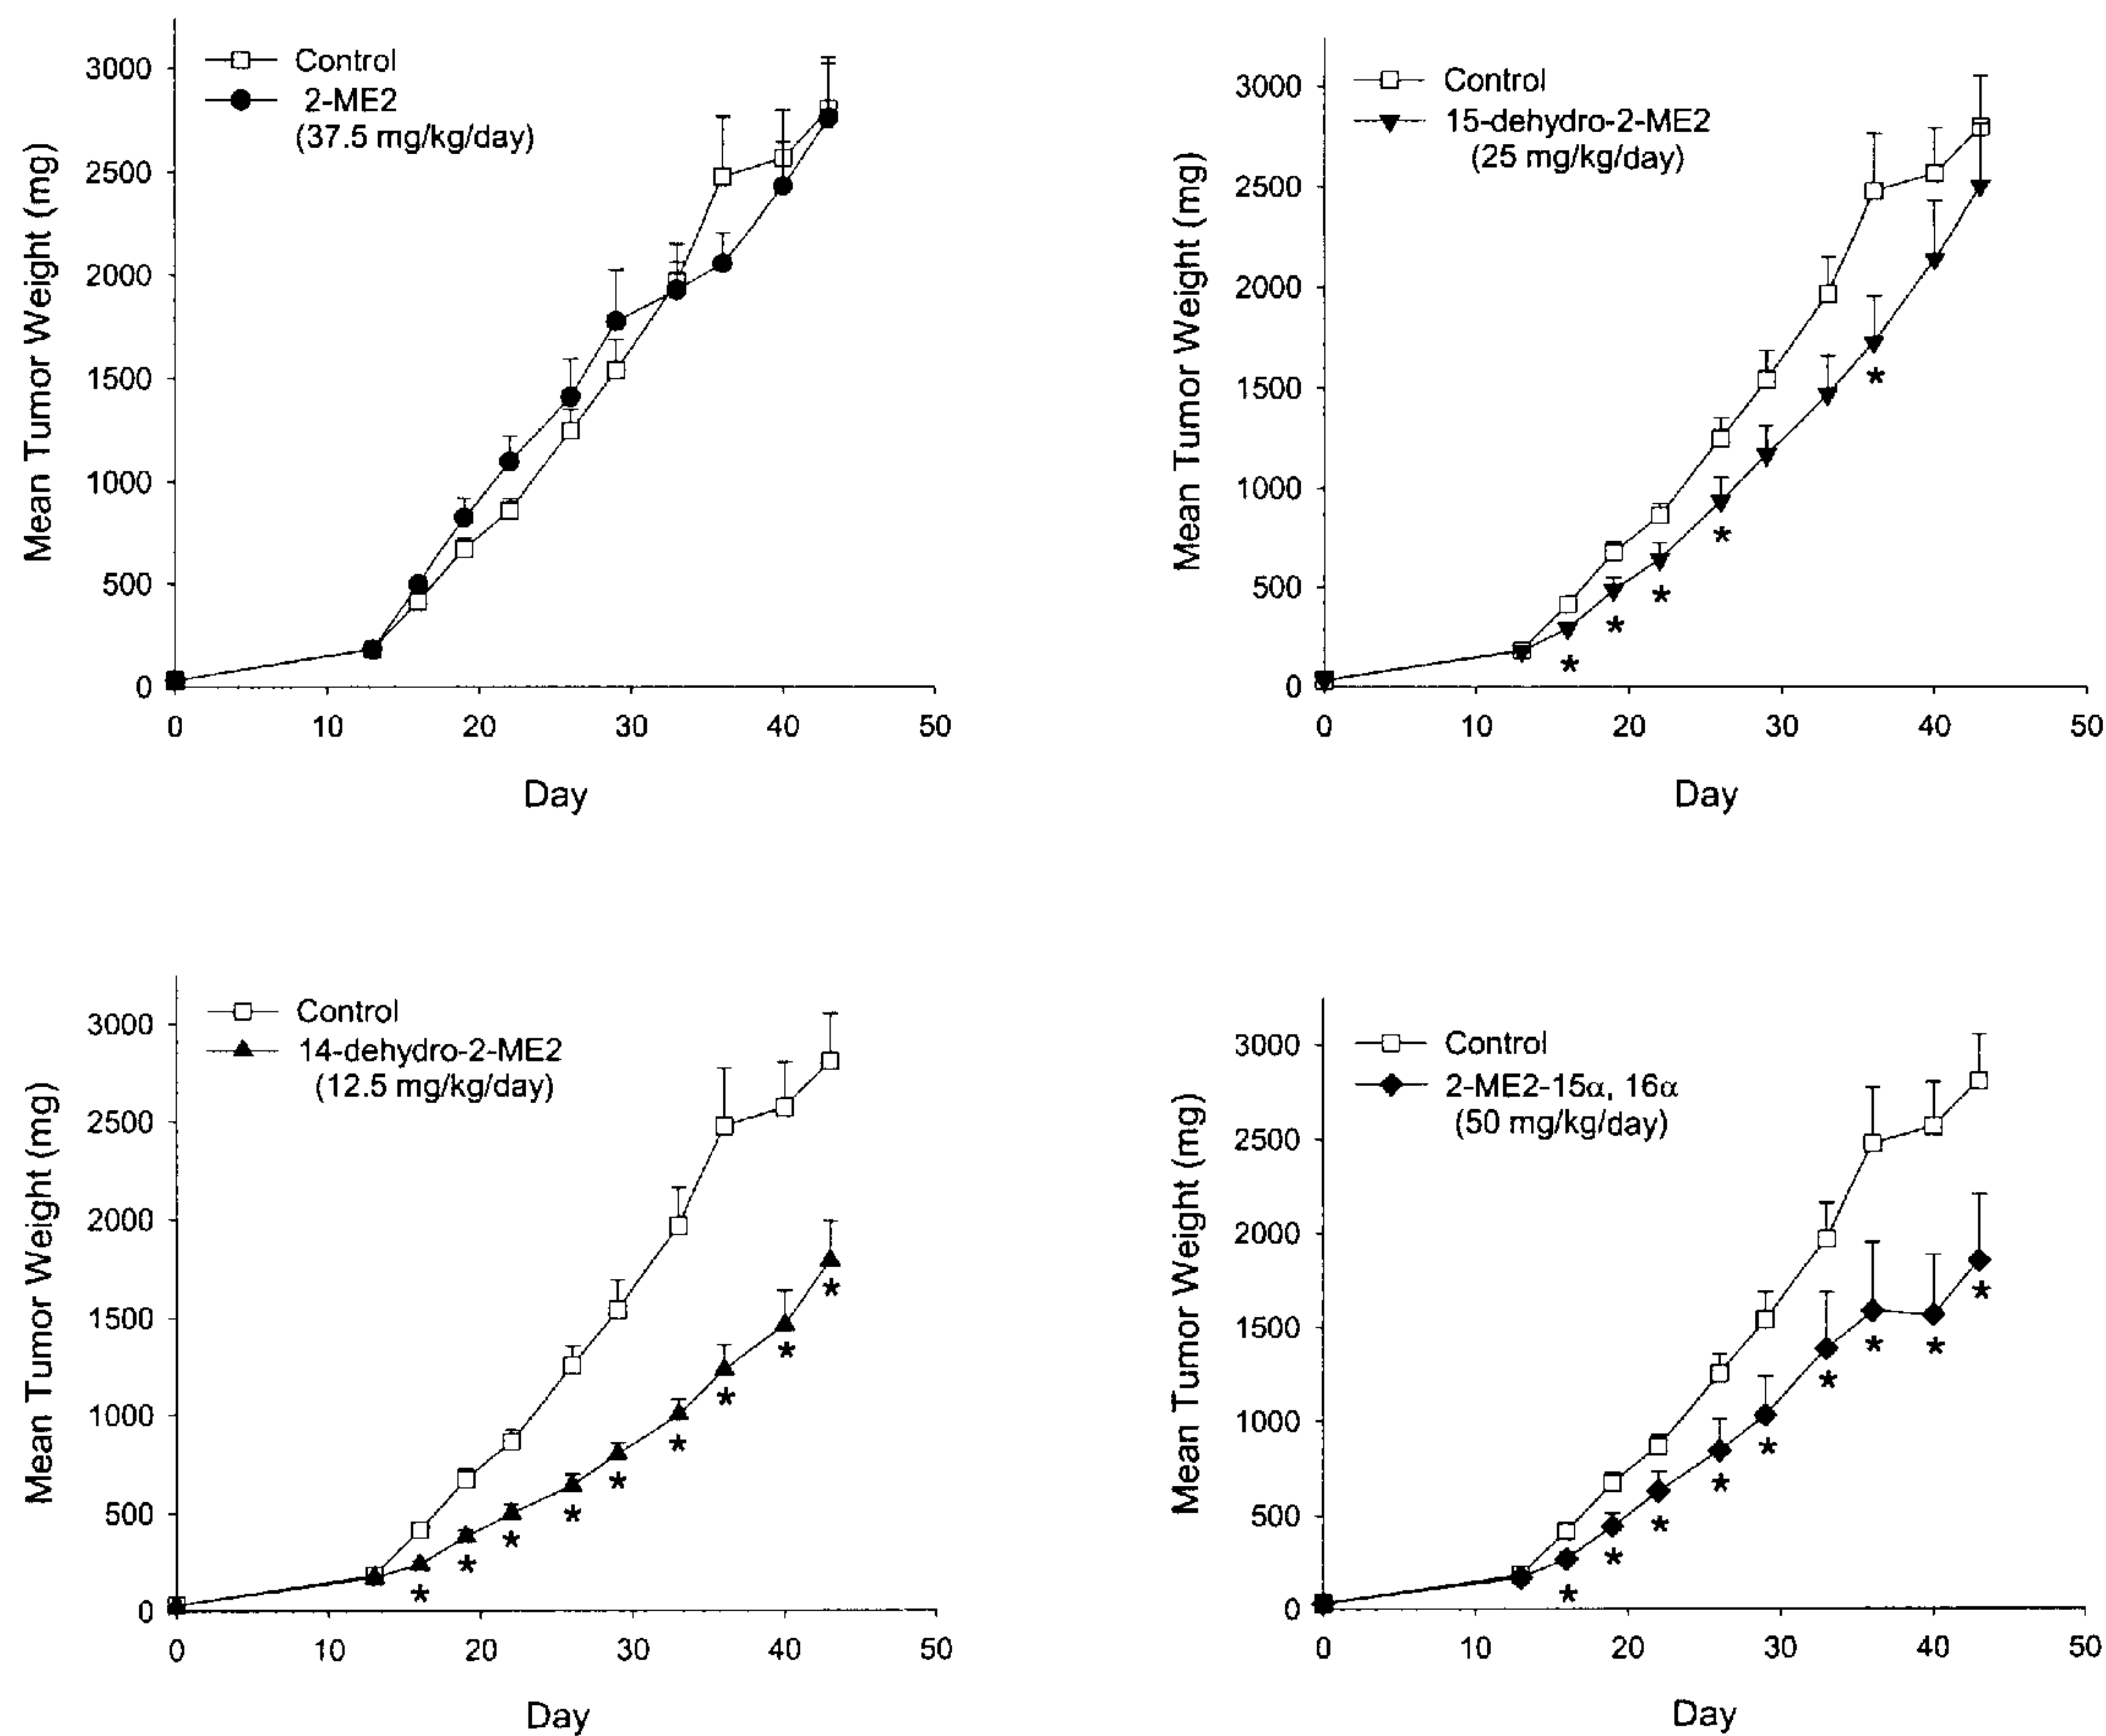 Control
2-ME2
(37.5 mg/kg/day)
Mean Tumor Weight (mg)
3000
2500
2000
1500
1000
500
0
0 10 20 30 40 50
Day
Control
15-dehydro-2-ME2
(25 mg/kg/day)
Mean Tumor Weight (mg)
3000
2500
2000
1500
1000
500
0
* * * * *
0 10 20 30 40 50
Day
Control
14-dehydro-2-ME2
(12.5 mg/kg/day)
Mean Tumor Weight (mg)
3000
2500
2000
1500
1000
500
0
* * * * * * * * *
0 10 20 30 40 50
Day
Control
2-ME2-15α, 16α
(50 mg/kg/day)
Mean Tumor Weight (mg)
3000
2500
2000
1500
1000
500
0
* * * * * * * * *
0 10 20 30 40 50
Day